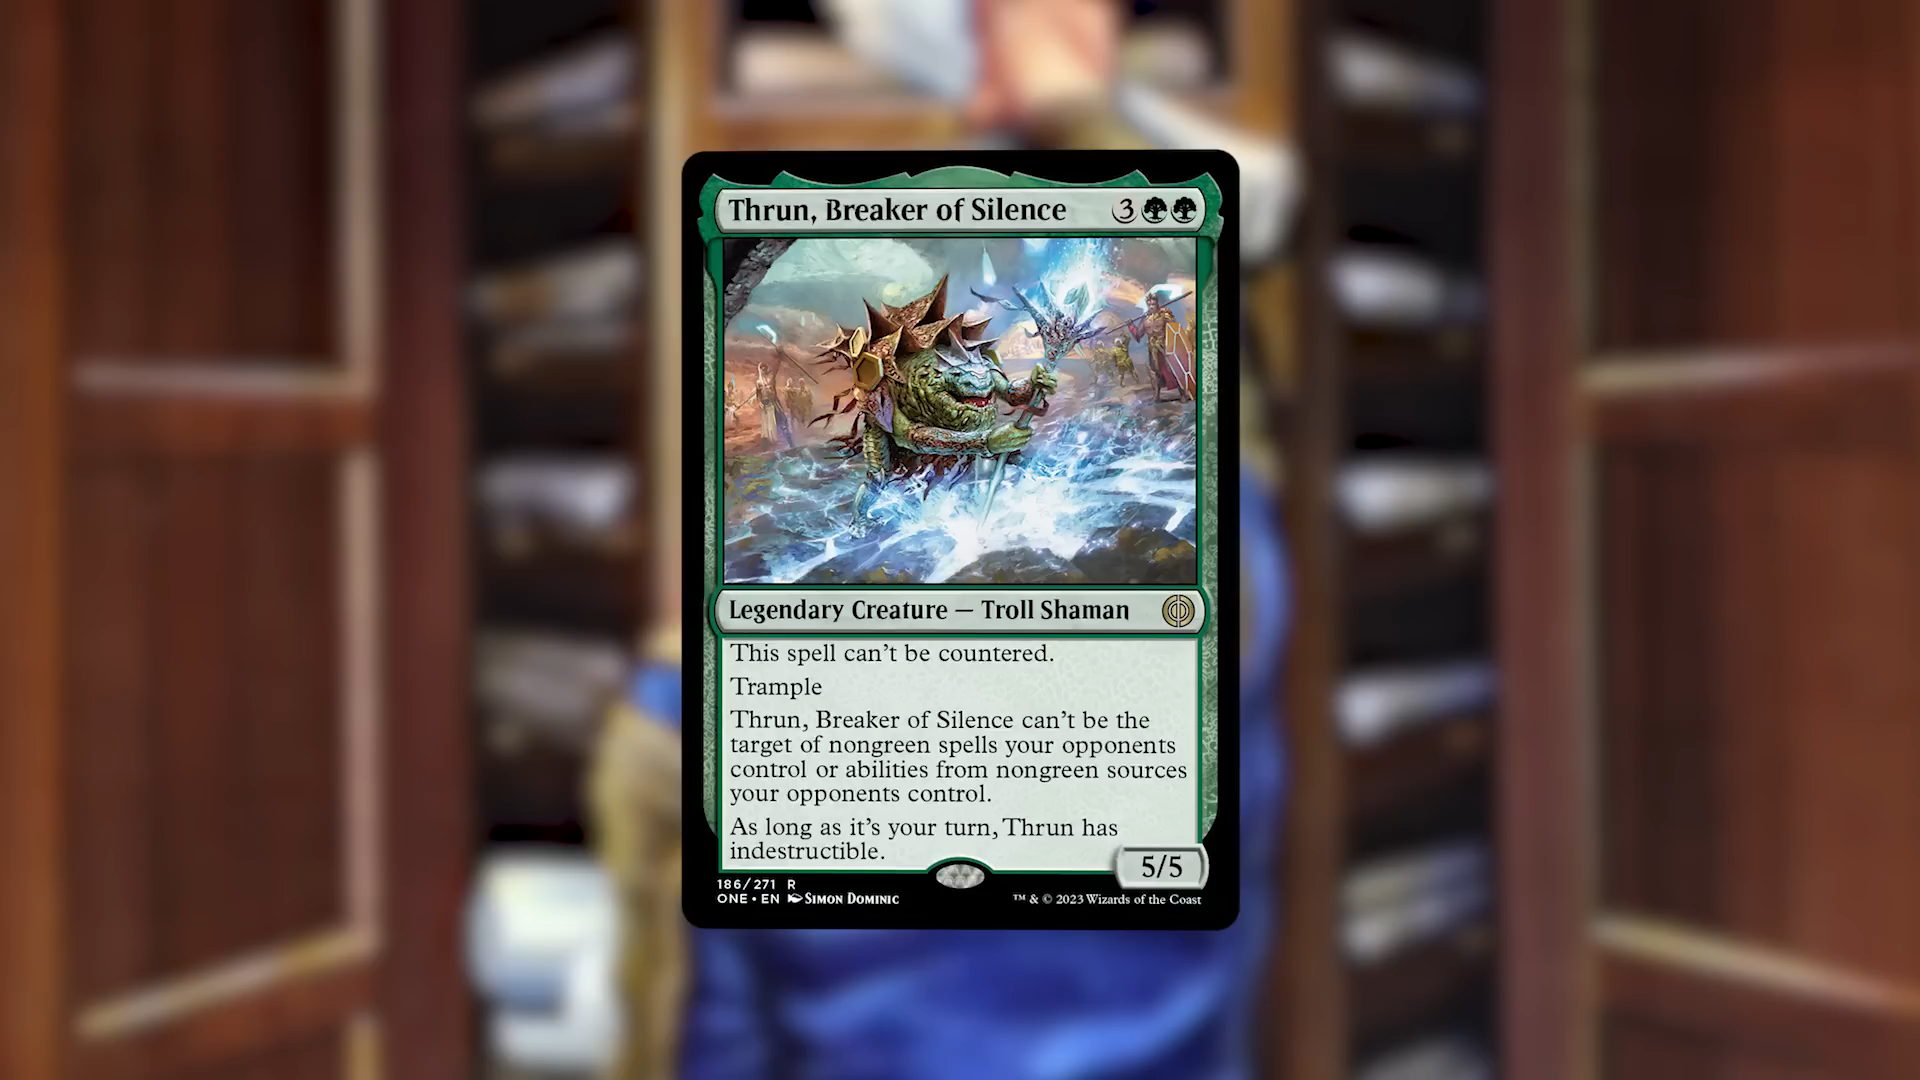 Thrun, Breaker of Silence 3
Legendary Creature — Troll Shaman
This spell can't be countered.
Trample
Thrun, Breaker of Silence can't be the
target of nongreen spells your opponents
control or abilities from nongreen sources
your opponents control.
As long as it's your turn, Thrun has
indestructible.
5/5
186/271 R
ONE • EN Simon Dominic
™ & © 2023 Wizards of the Coast